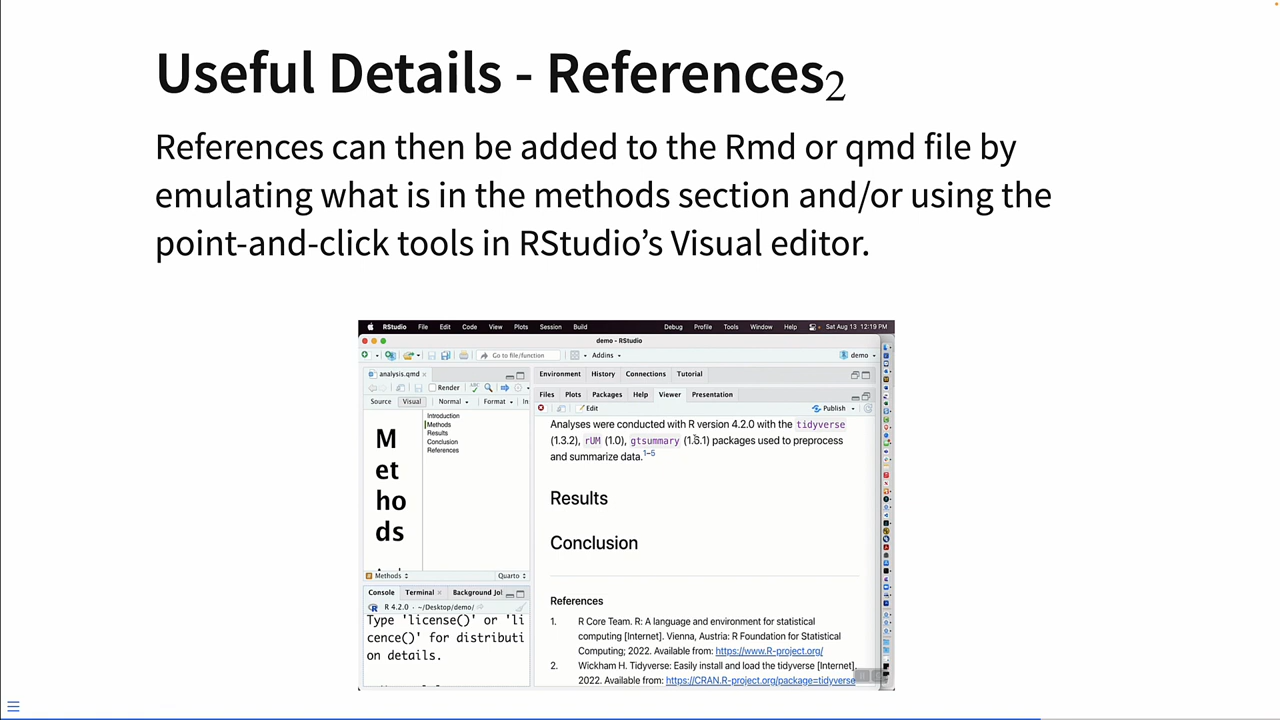 Useful Details - References2
References can then be added to the Rmd or qmd file by
emulating what is in the methods section and/or using the
point-and-click tools in RStudio’s Visual editor.
RStudio File Edit Code View Plots Session Build Debug Profile Tools Window Help Sat Aug 13 12:19 PM
demo - RStudio
Go to file/function Addins demo
analysis.qmd
Render
Source Visual Normal Format In
M
et
ho
ds
Introduction
Methods
Results
Conclusion
References
Methods Quarto
Console Terminal Background Jol
R 4.2.0 · ~/Desktop/demo/
Type 'license()' or 'li
cence()' for distributi
on details.
Environment History Connections Tutorial
Files Plots Packages Help Viewer Presentation
Edit Publish
Analyses were conducted with R version 4.2.0 with the tidyverse
(1.3.2), rUM (1.0), gtsummary (1.6.1) packages used to preprocess
and summarize data.1–5
Results
Conclusion
References
1. R Core Team. R: A language and environment for statistical
computing [Internet]. Vienna, Austria: R Foundation for Statistical
Computing; 2022. Available from: https://www.R-project.org/
2. Wickham H. Tidyverse: Easily install and load the tidyverse [Internet].
2022. Available from: https://CRAN.R-project.org/package=tidyverse